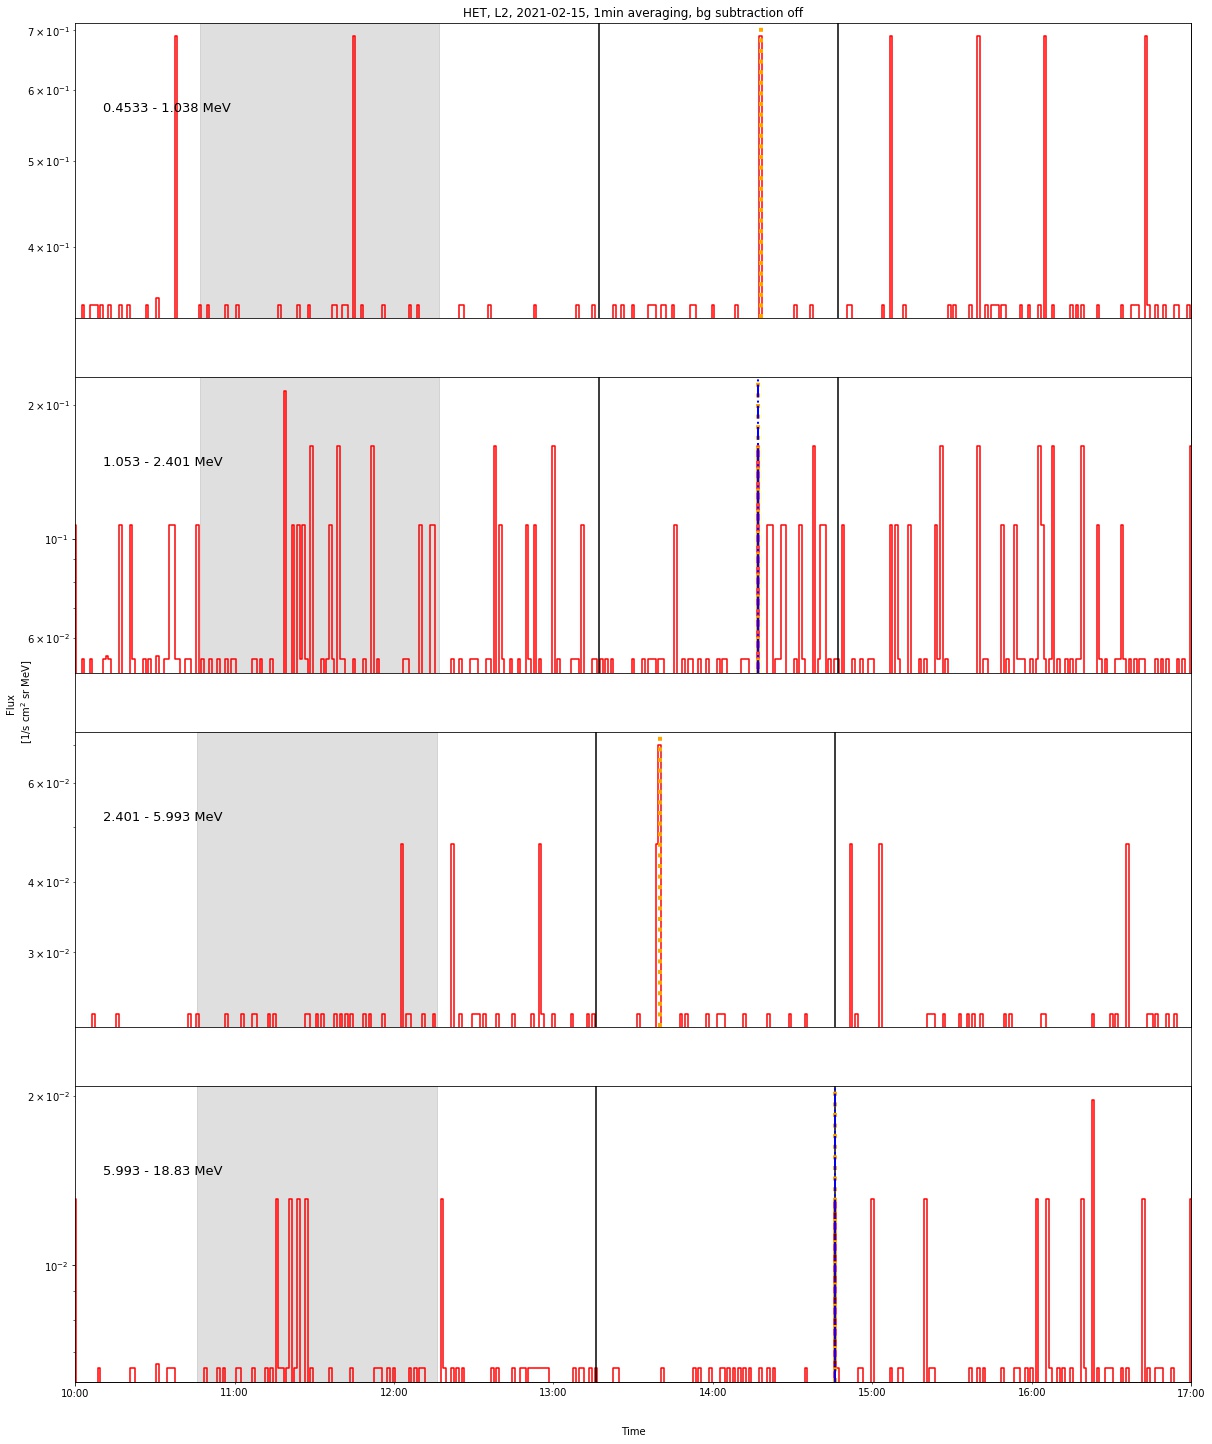 HET, L2, 2021-02-15, 1min averaging, bg subtraction off
7 × 10⁻¹
6 × 10⁻¹
0.4533 - 1.038 MeV
5 × 10⁻¹
4 × 10⁻¹
2 × 10⁻¹
1.053 - 2.401 MeV
10⁻¹
6 × 10⁻²
Flux
[1/s cm² sr MeV]
6 × 10⁻²
2.401 - 5.993 MeV
4 × 10⁻²
3 × 10⁻²
2 × 10⁻²
5.993 - 18.83 MeV
10⁻²
10:00 11:00 12:00 13:00 14:00 15:00 16:00 17:00
Time